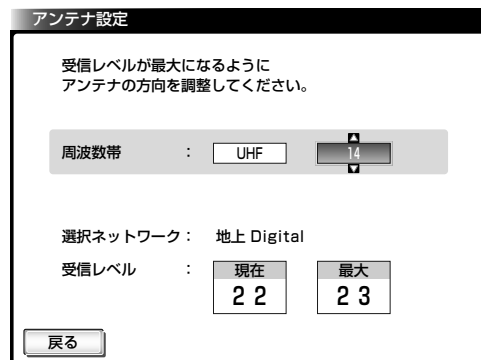 アンテナ設定
受信レベルが最大になるように
アンテナの方向を調整してください。
周波数帯 : UHF 14
選択ネットワーク : 地上 Digital
受信レベル : 現在 最大
22 23
戻る